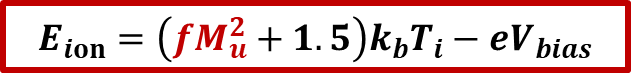 E_ion = (fM_u^2 + 1.5)k_bT_i − eV_bias